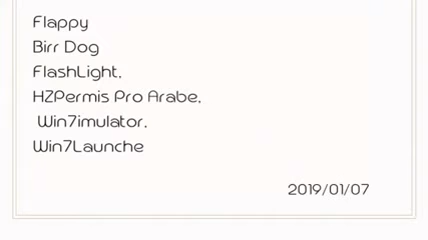 Flappy
Birr Dog
FlashLight,
HZPermis Pro Arabe,
Win7imulator,
Win7Launche
2019/01/07